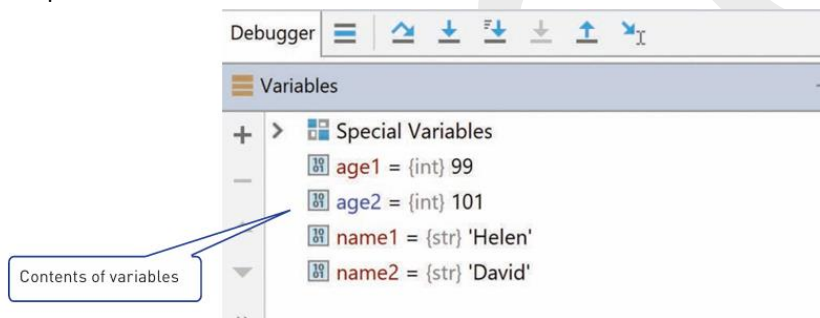 Debugger
Variables
Special Variables
age1 = {int} 99
age2 = {int} 101
name1 = {str} 'Helen'
name2 = {str} 'David'
Contents of variables